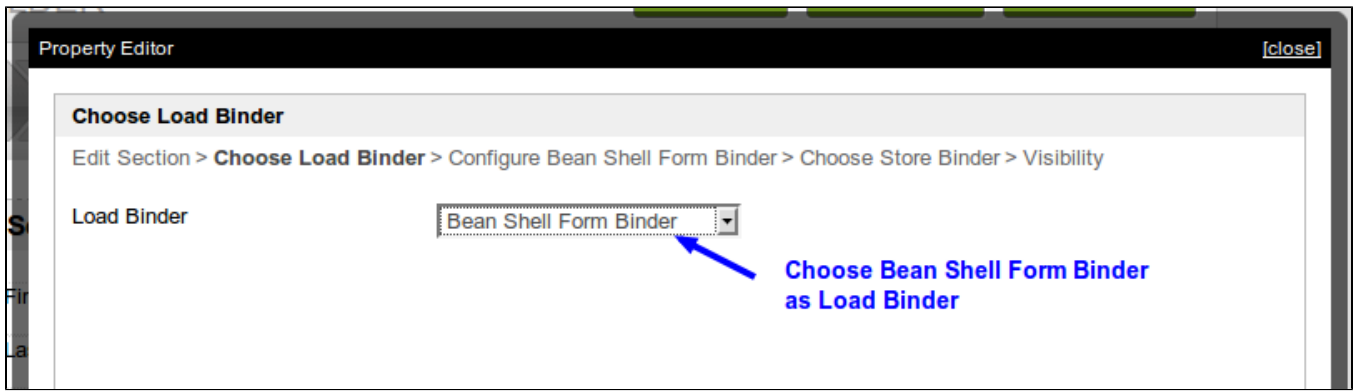 Property Editor [close]
Choose Load Binder
Edit Section > Choose Load Binder > Configure Bean Shell Form Binder > Choose Store Binder > Visibility
Load Binder Bean Shell Form Binder
Choose Bean Shell Form Binder
as Load Binder